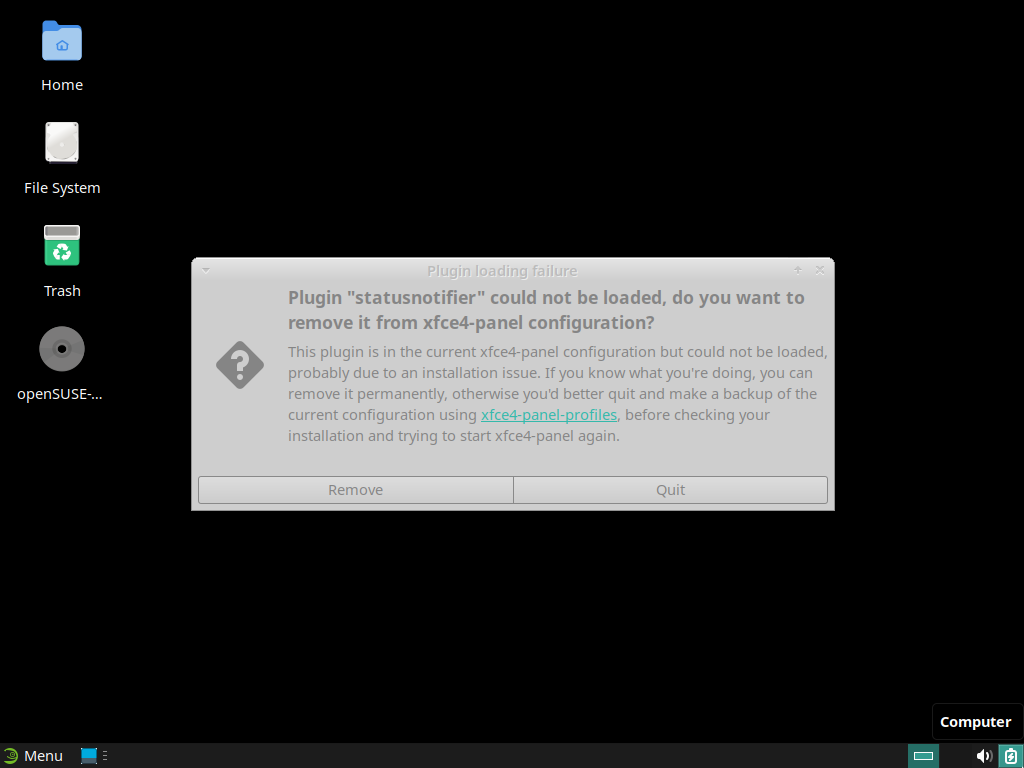 Home
File System
Trash
openSUSE-...
Plugin loading failure
Plugin "statusnotifier" could not be loaded, do you want to
remove it from xfce4-panel configuration?
This plugin is in the current xfce4-panel configuration but could not be loaded,
probably due to an installation issue. If you know what you're doing, you can
remove it permanently, otherwise you'd better quit and make a backup of the
current configuration using xfce4-panel-profiles, before checking your
installation and trying to start xfce4-panel again.
Remove
Quit
Computer
Menu